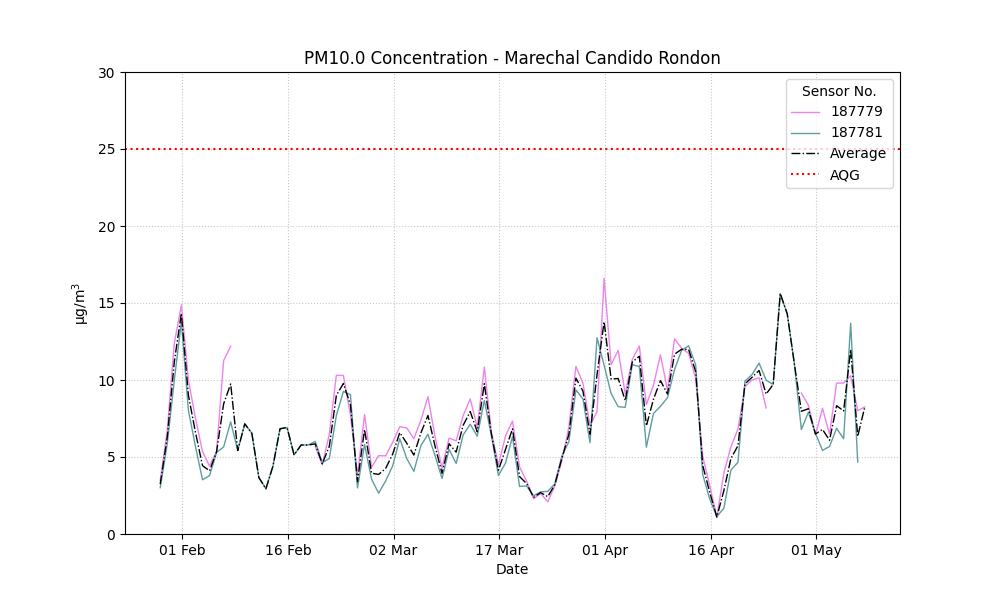 PM10.0 Concentration - Marechal Candido Rondon
30
25
20
15
10
5
0
µg/m³
Sensor No.
187779
187781
Average
AQG
01 Feb
16 Feb
02 Mar
17 Mar
01 Apr
16 Apr
01 May
Date